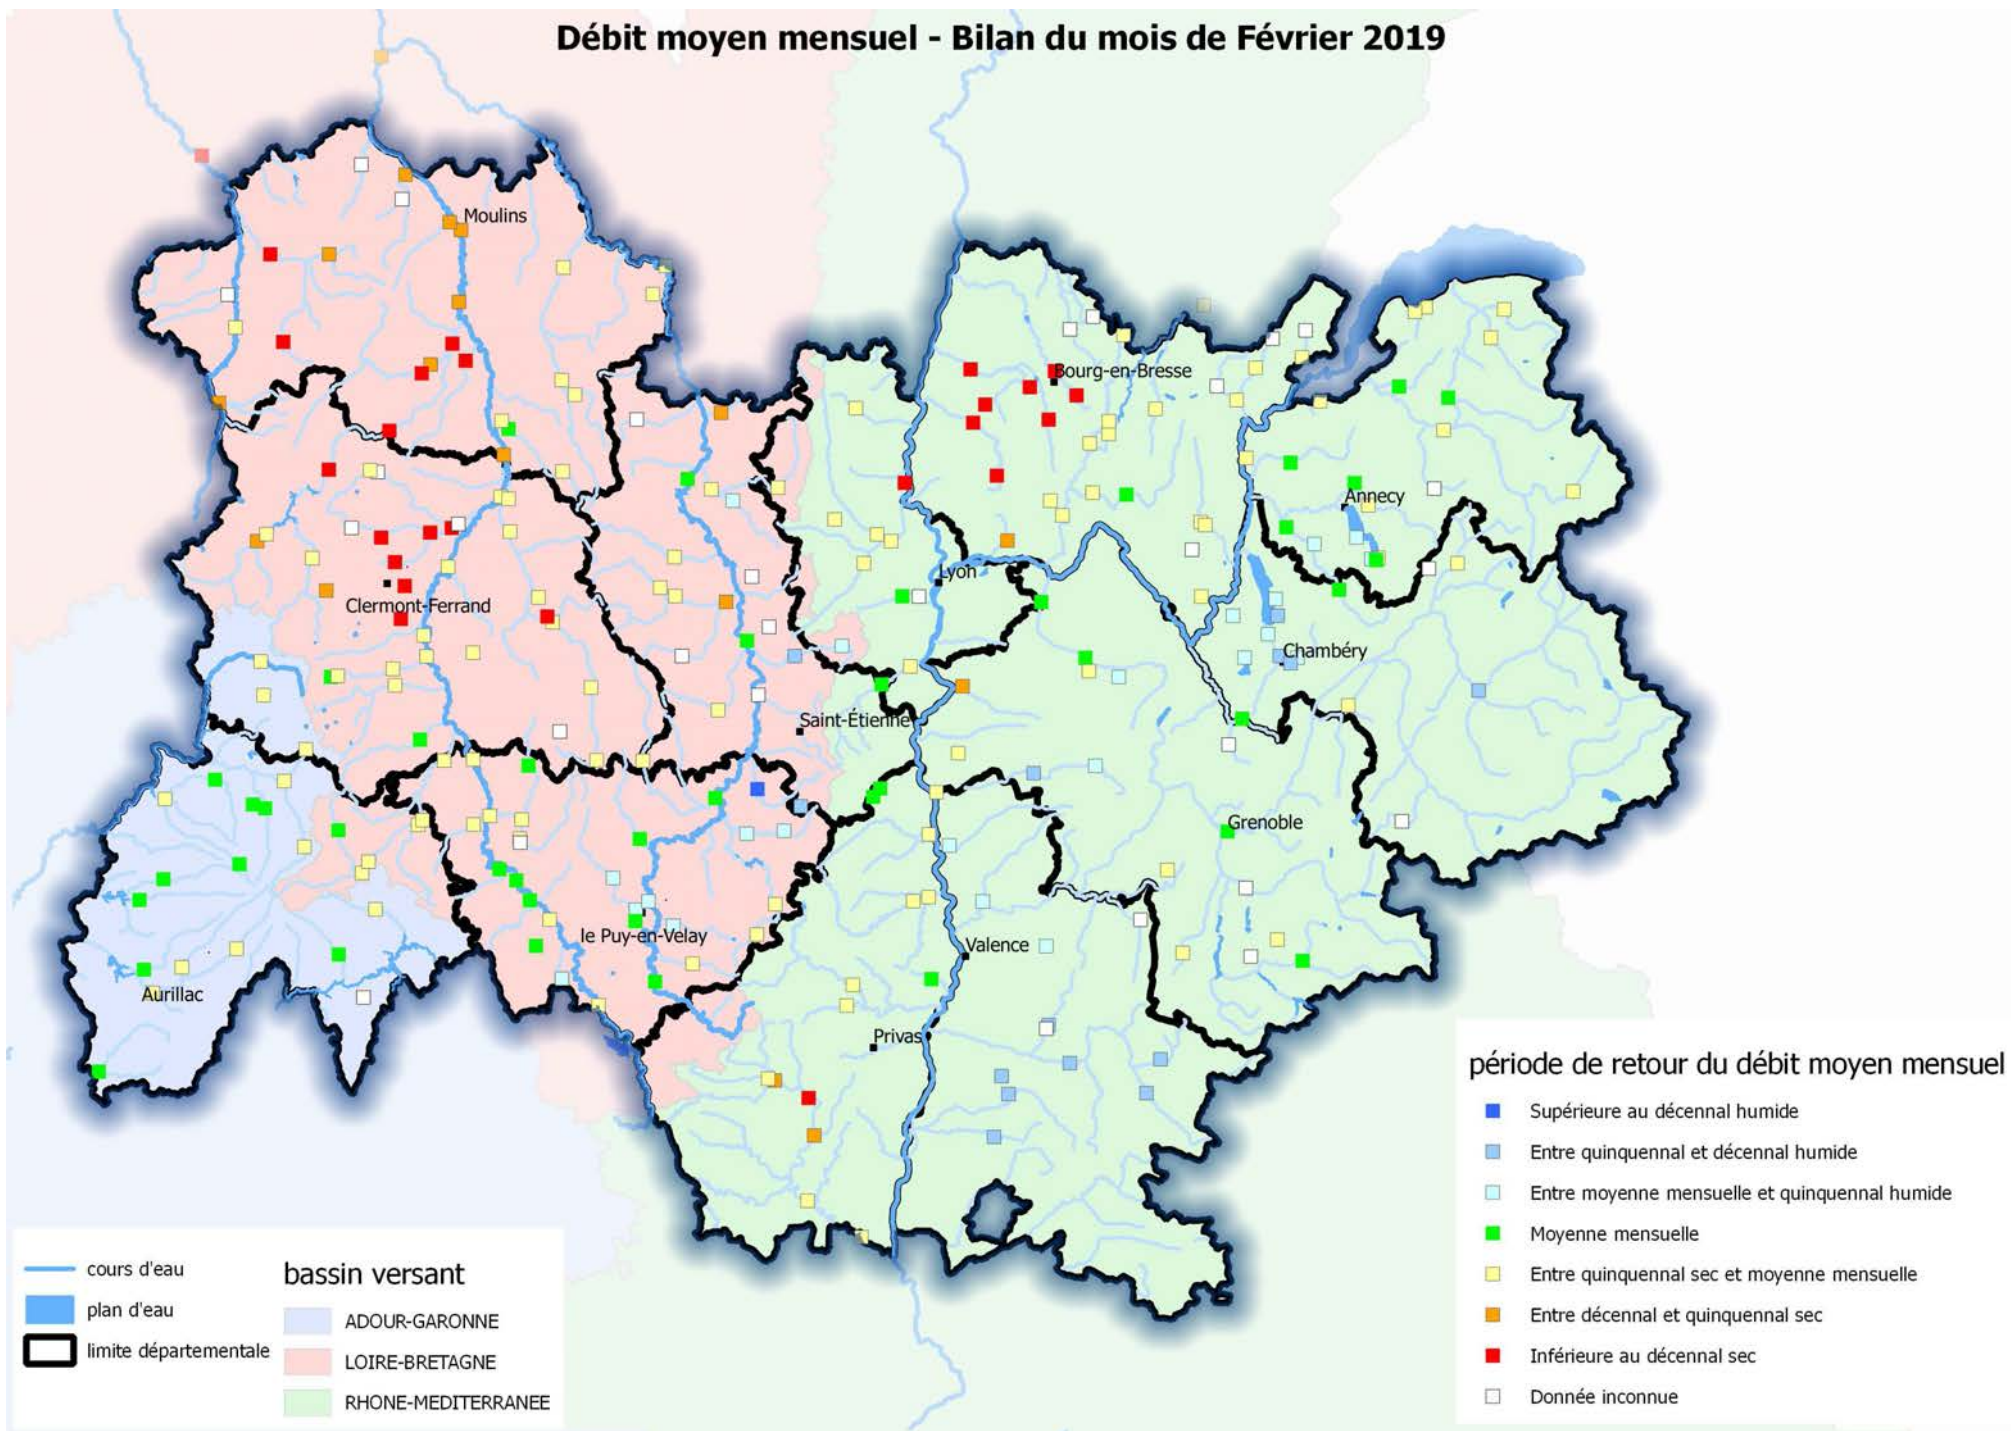 Débit moyen mensuel - Bilan du mois de Février 2019
Moulins
Bourg-en-Bresse
Annecy
Lyon
Clermont-Ferrand
Chambéry
Saint-Étienne
Grenoble
le Puy-en-Velay
Valence
Aurillac
Privas
période de retour du débit moyen mensuel
Supérieure au décennal humide
Entre quinquennal et décennal humide
Entre moyenne mensuelle et quinquennal humide
Moyenne mensuelle
Entre quinquennal sec et moyenne mensuelle
Entre décennal et quinquennal sec
Inférieure au décennal sec
Donnée inconnue
cours d'eau
plan d'eau
limite départementale
bassin versant
ADOUR-GARONNE
LOIRE-BRETAGNE
RHONE-MEDITERRANEE